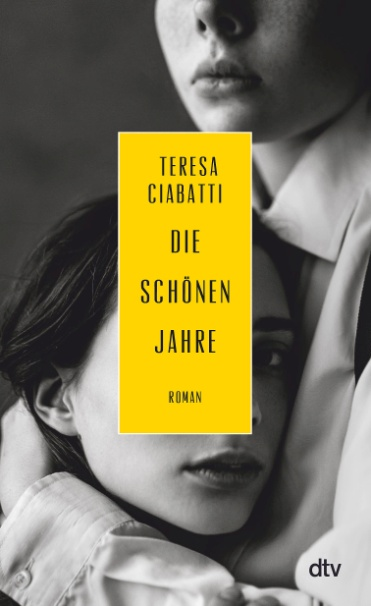 TERESA
CIABATTI
DIE
SCHÖNEN
JAHRE
ROMAN
dtv